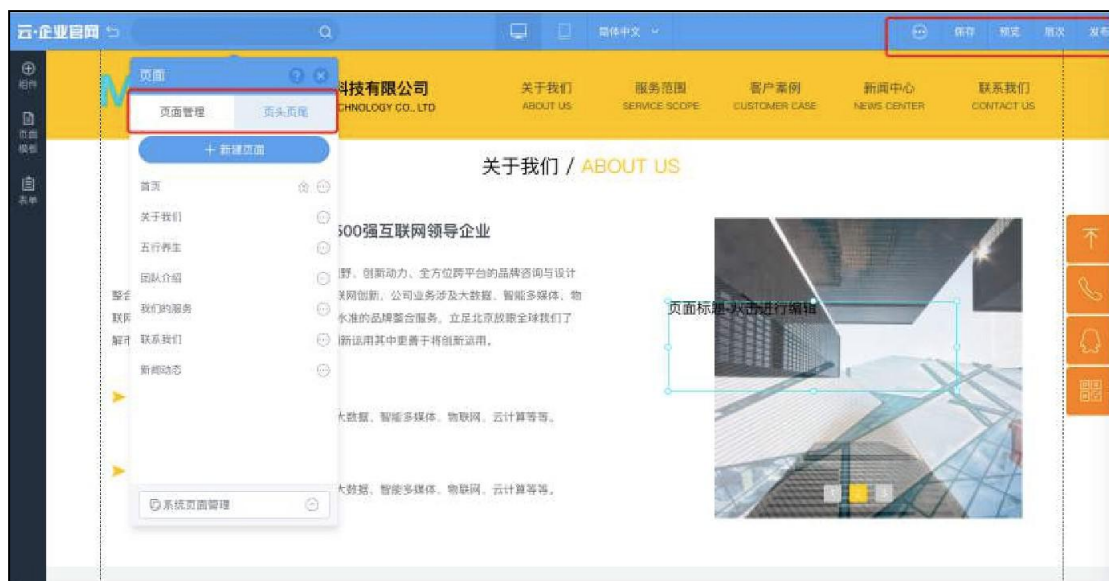 云·企业官网
简体中文
保存 预览 层次 发布
组件
页面
模板
表单
页面
页面管理 页头页尾
+ 新建页面
首页
关于我们
五行养生
团队介绍
我们的服务
联系我们
新闻动态
系统页面管理
M
科技有限公司
CHNOLOGY CO., LTD
关于我们
ABOUT US
服务范围
SERVICE SCOPE
客户案例
CUSTOMER CASE
新闻中心
NEWS CENTER
联系我们
CONTACT US
关于我们 / ABOUT US
500强互联网领导企业
野、创新动力、全方位跨平台的品牌咨询与设计
整合
联网创新,公司业务涉及大数据、智能多媒体、物
联网
水准的品牌整合服务,立足北京放眼全球我们了
解市
新运用其中更善于将创新运用。
大数据、智能多媒体、物联网、云计算等等。
大数据、智能多媒体、物联网、云计算等等。
页面标题-双击进行编辑
1 2 3